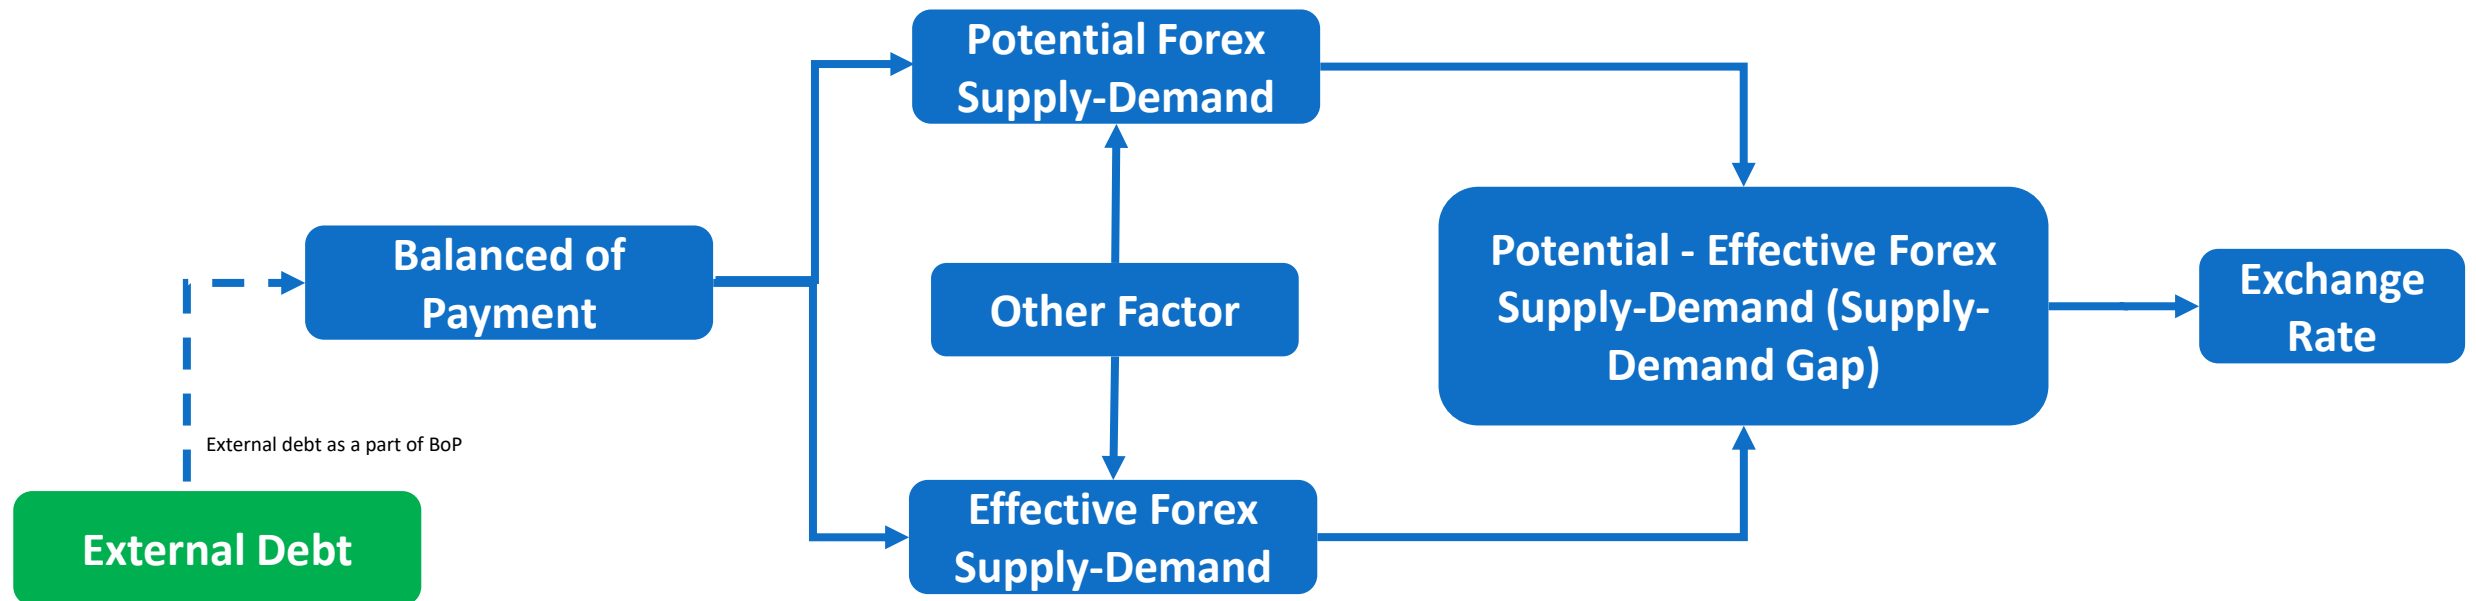 Potential Forex
Supply-Demand
Balanced of
Payment
Other Factor
Potential - Effective Forex
Supply-Demand (Supply-
Demand Gap)
Exchange
Rate
External debt as a part of BoP
External Debt
Effective Forex
Supply-Demand